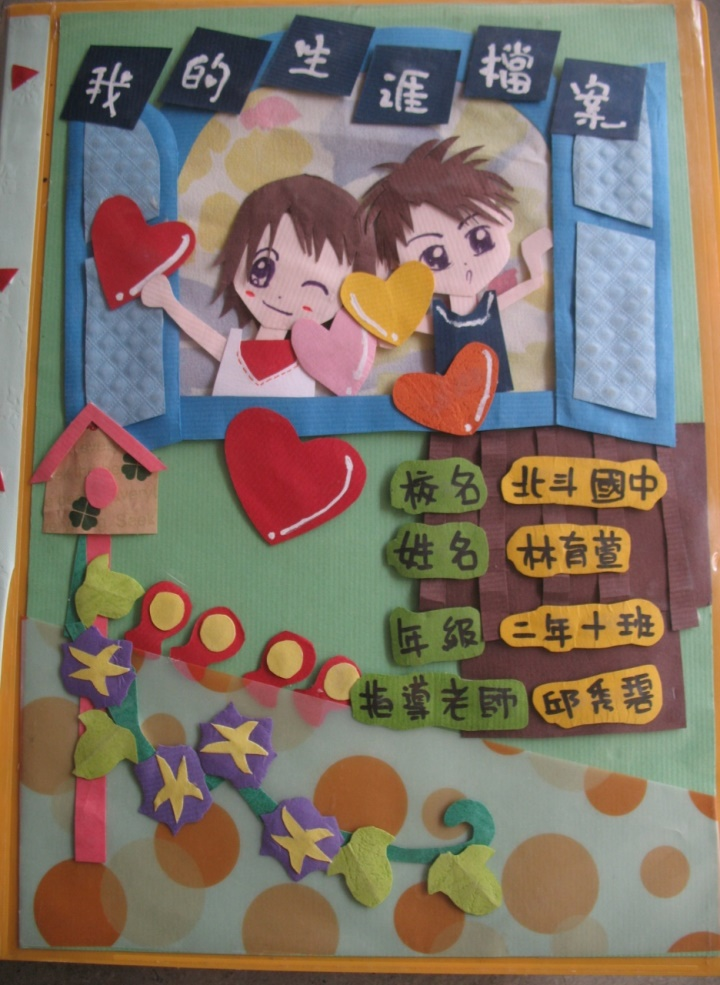 我的生涯檔案
校名 北斗國中
姓名 林育萱
年級 二年十班
指導老師 邱秀碧